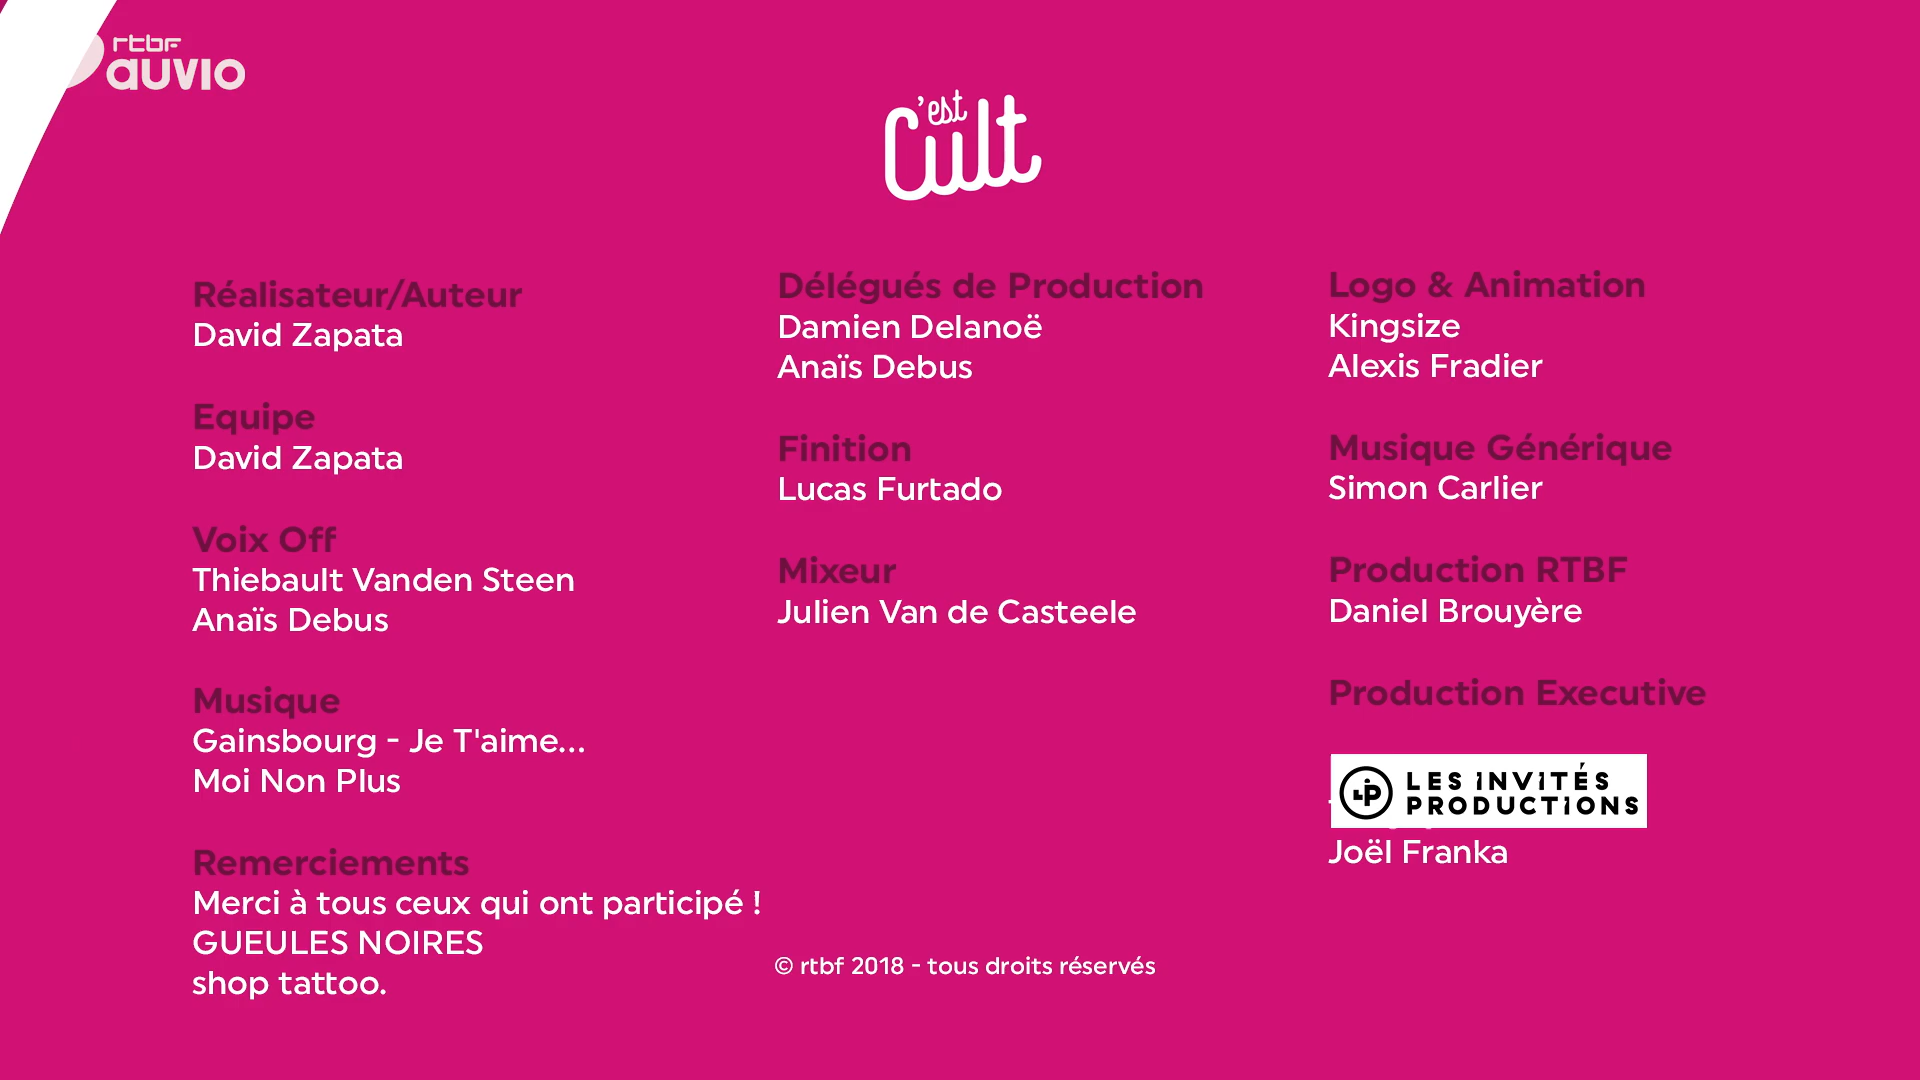 rtbf
auvio
C'est Cult
Réalisateur/Auteur
David Zapata
Equipe
David Zapata
Voix Off
Thiebault Vanden Steen
Anaïs Debus
Musique
Gainsbourg - Je T'aime...
Moi Non Plus
Remerciements
Merci à tous ceux qui ont participé !
GUEULES NOIRES
shop tattoo.
Délégués de Production
Damien Delanoë
Anaïs Debus
Finition
Lucas Furtado
Mixeur
Julien Van de Casteele
© rtbf 2018 - tous droits réservés
Logo & Animation
Kingsize
Alexis Fradier
Musique Générique
Simon Carlier
Production RTBF
Daniel Brouyère
Production Executive
LES INVITÉS
PRODUCTIONS
Joël Franka